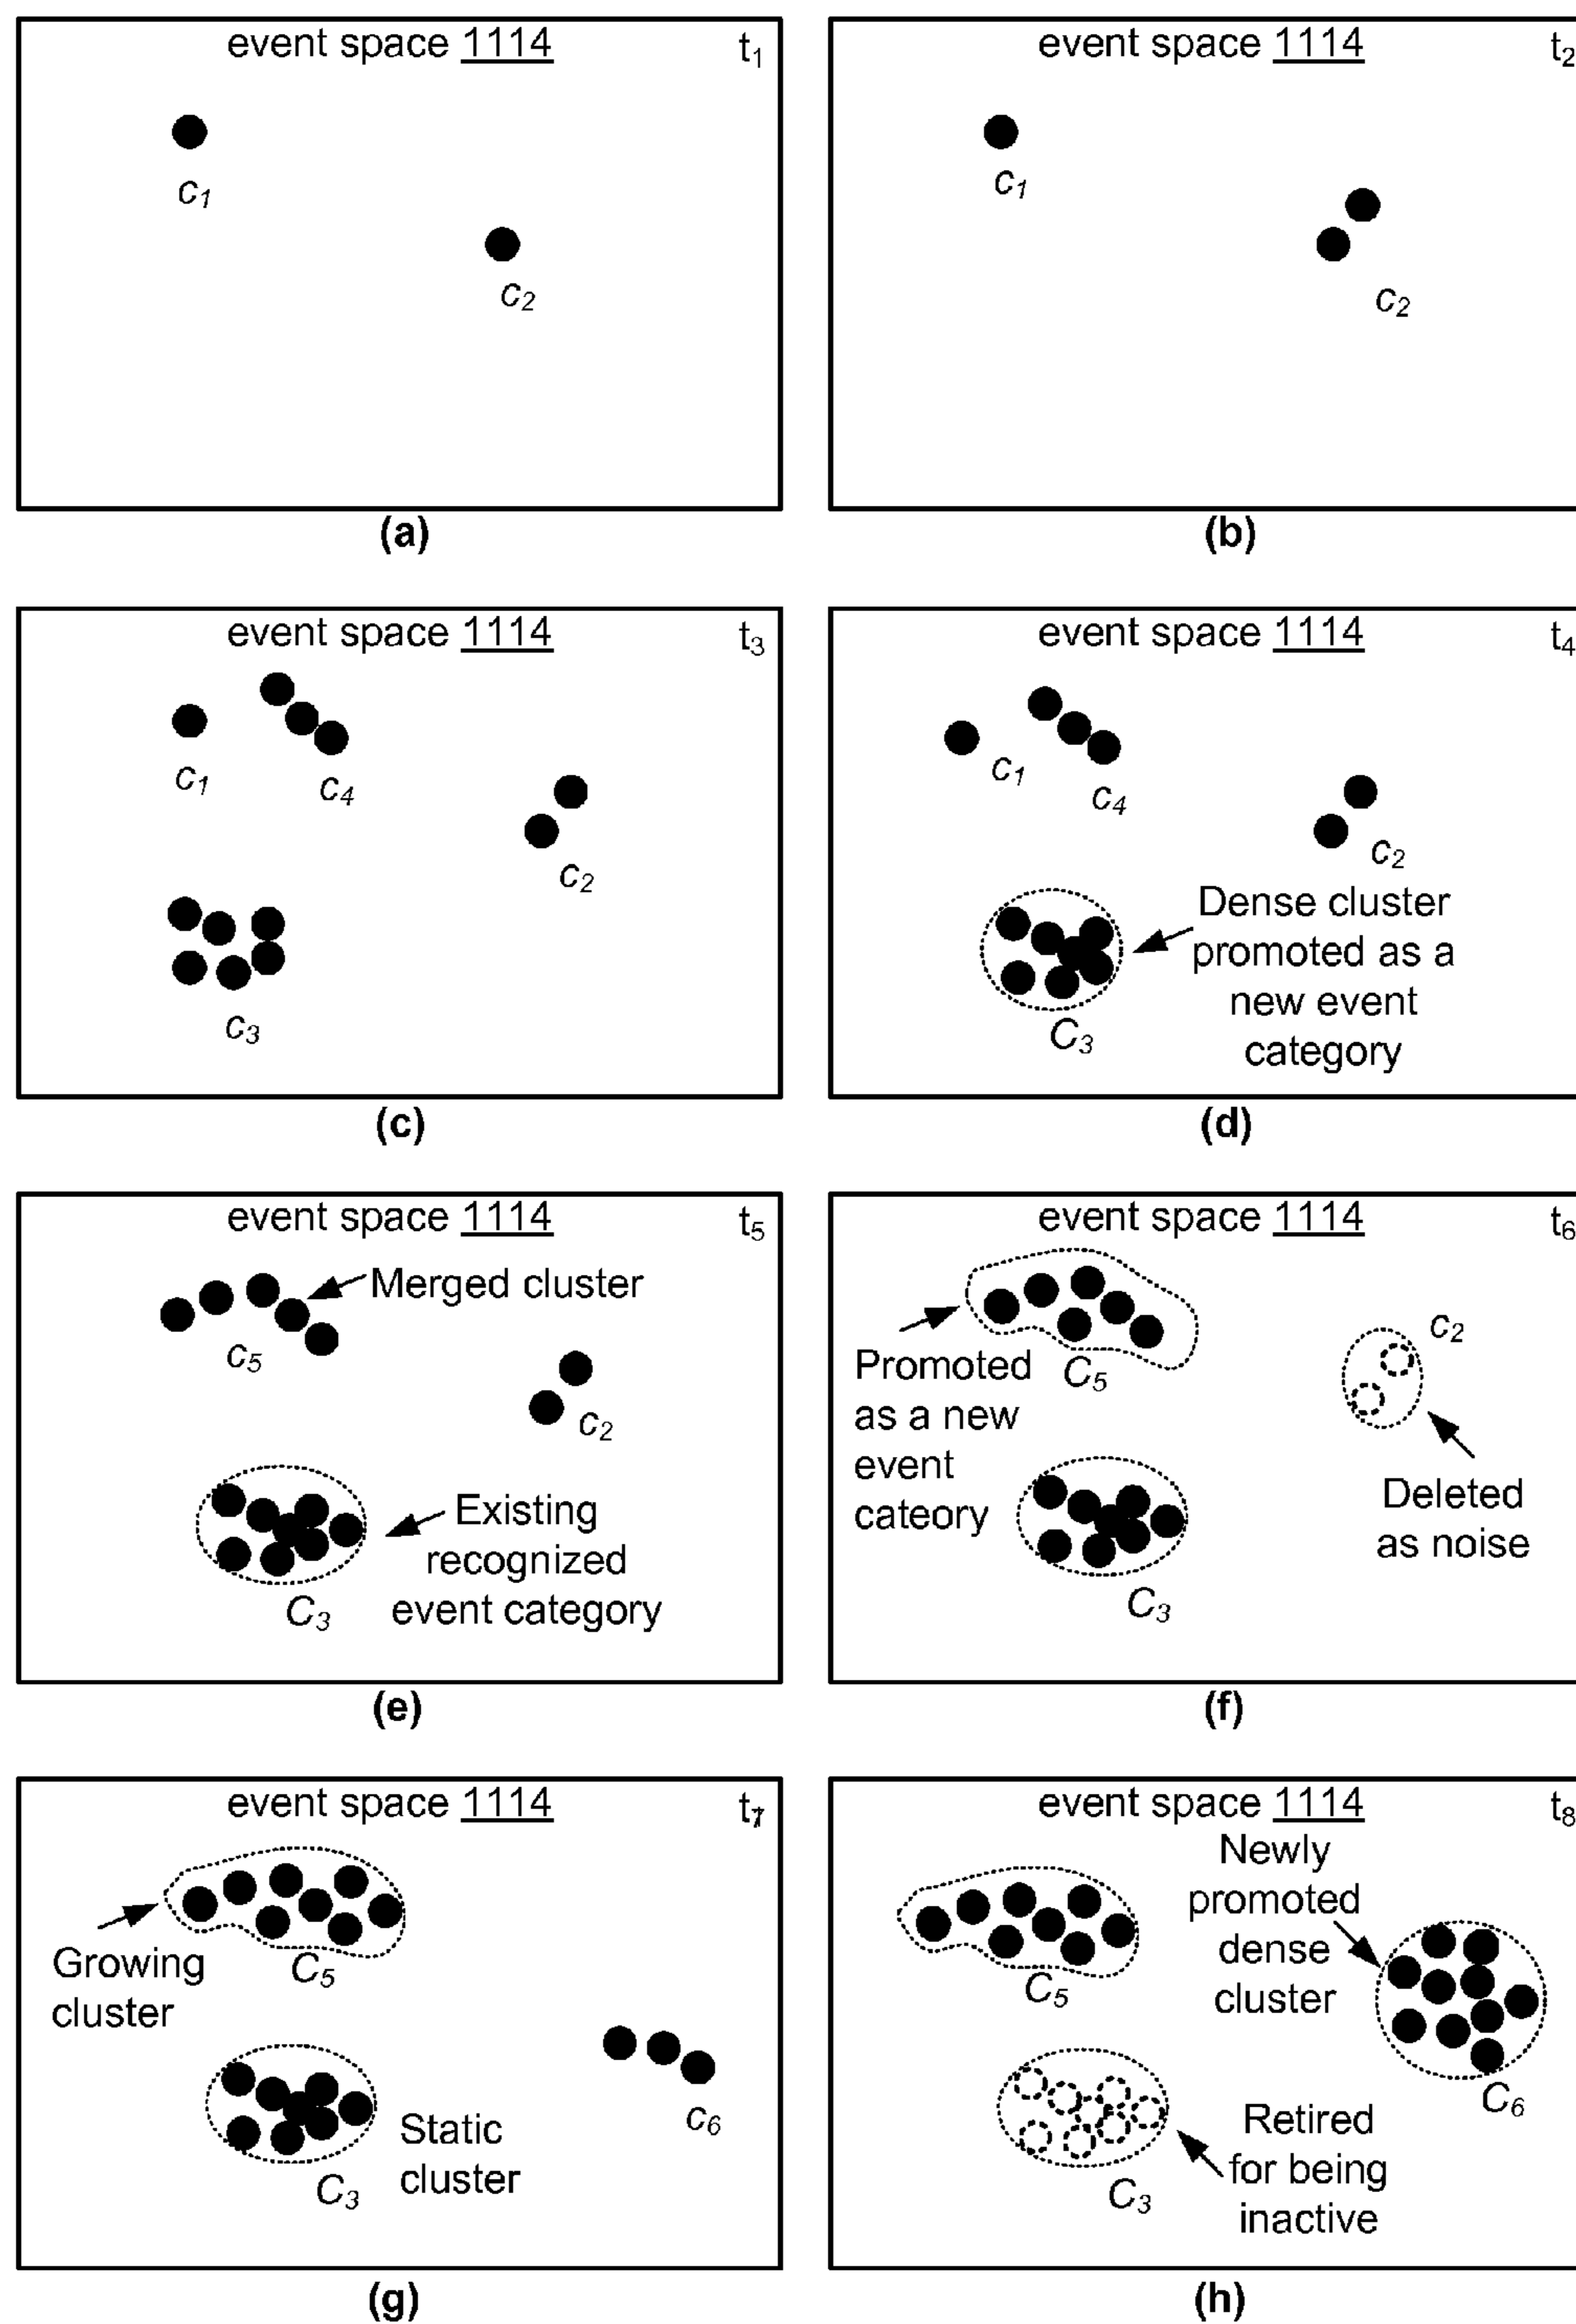 event space 1114 t1
c1
c2
(a)
event space 1114 t2
c1
c2
(b)
event space 1114 t3
c1
c4
c2
c3
(c)
event space 1114 t4
c1
c4
c2
Dense cluster
promoted as a
new event
category
C3
(d)
event space 1114 t5
Merged cluster
c5
c2
Existing
recognized
event category
C3
(e)
event space 1114 t6
c2
Promoted
as a new
event
cateory
C5
Deleted
as noise
C3
(f)
event space 1114 t7
Growing
cluster
C5
c6
Static
cluster
C3
(g)
event space 1114 t8
Newly
promoted
dense
cluster
C5
C6
Retired
for being
inactive
C3
(h)